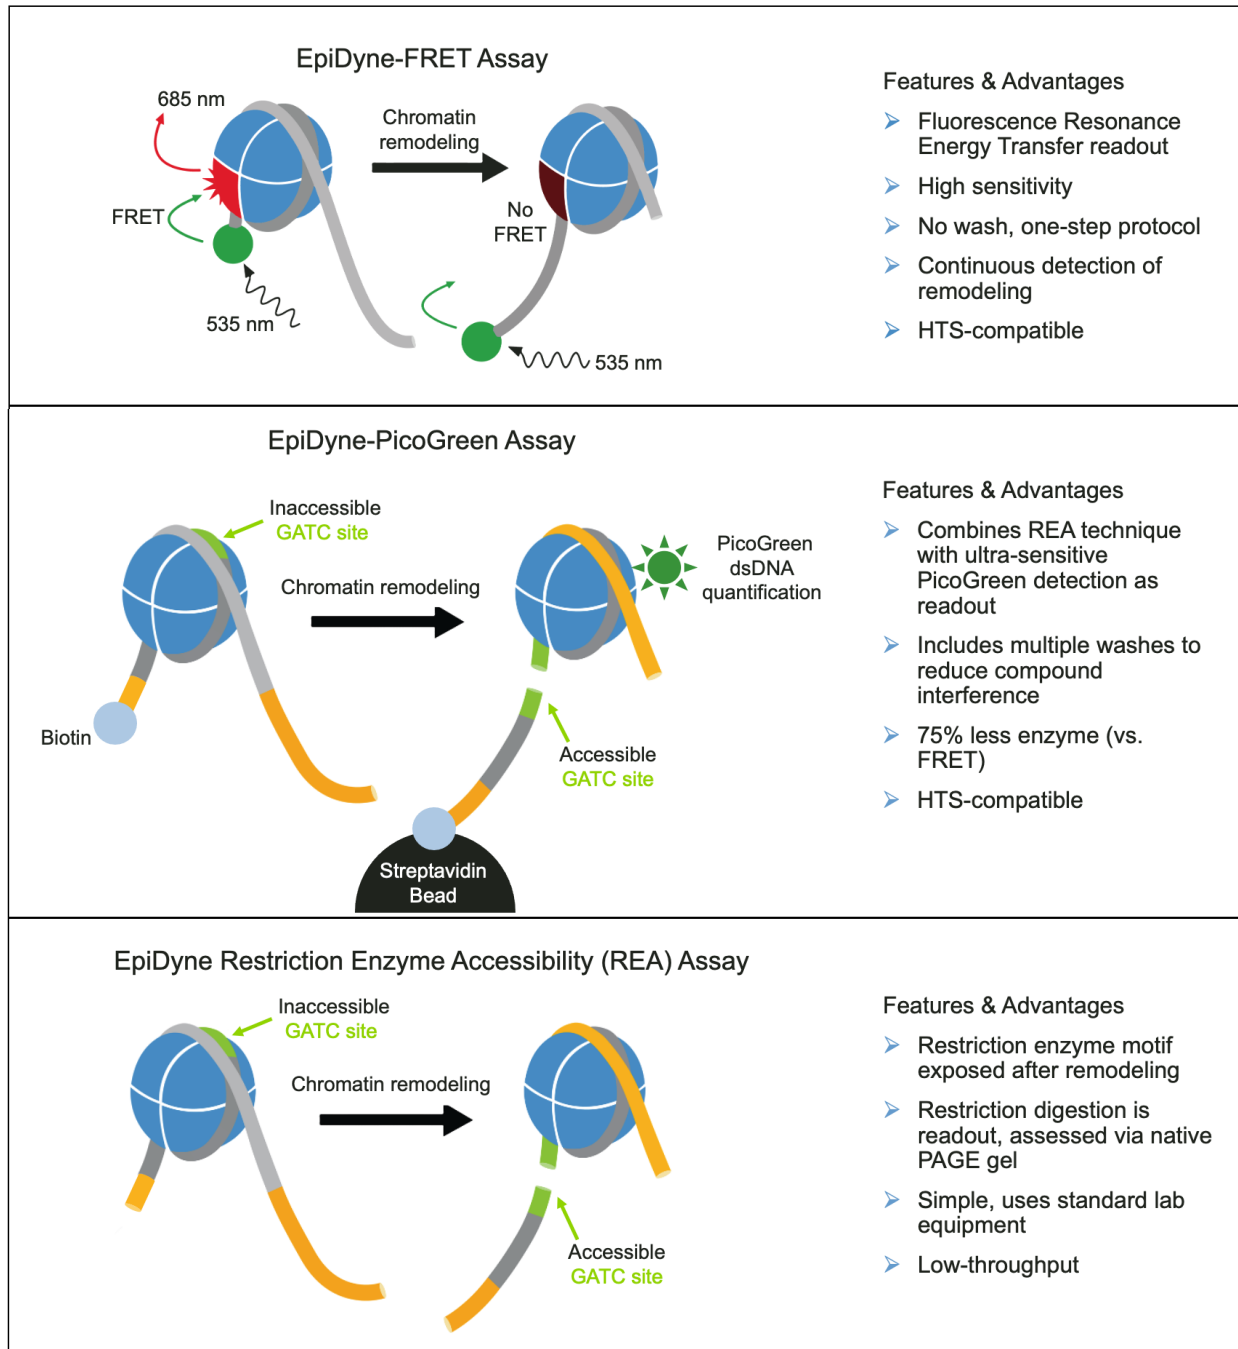 EpiDyne-FRET Assay
685 nm
FRET
535 nm
Chromatin
remodeling
No
FRET
535 nm
Features & Advantages
Fluorescence Resonance
Energy Transfer readout
High sensitivity
No wash, one-step protocol
Continuous detection of
remodeling
HTS-compatible
EpiDyne-PicoGreen Assay
Inaccessible
GATC site
Chromatin remodeling
PicoGreen
dsDNA
quantification
Biotin
Accessible
GATC site
Streptavidin
Bead
Features & Advantages
Combines REA technique
with ultra-sensitive
PicoGreen detection as
readout
Includes multiple washes to
reduce compound
interference
75% less enzyme (vs.
FRET)
HTS-compatible
EpiDyne Restriction Enzyme Accessibility (REA) Assay
Inaccessible
GATC site
Chromatin remodeling
Accessible
GATC site
Features & Advantages
Restriction enzyme motif
exposed after remodeling
Restriction digestion is
readout, assessed via native
PAGE gel
Simple, uses standard lab
equipment
Low-throughput